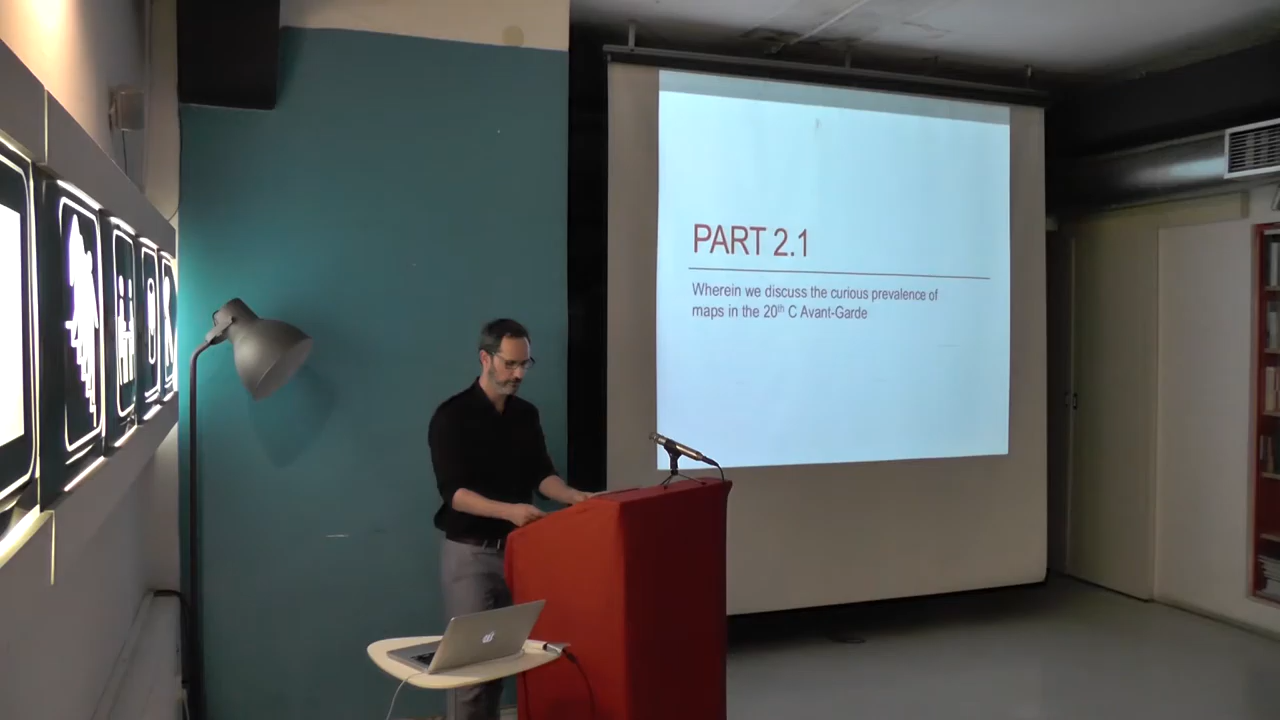 PART 2.1
Wherein we discuss the curious prevalence of
maps in the 20th C Avant-Garde